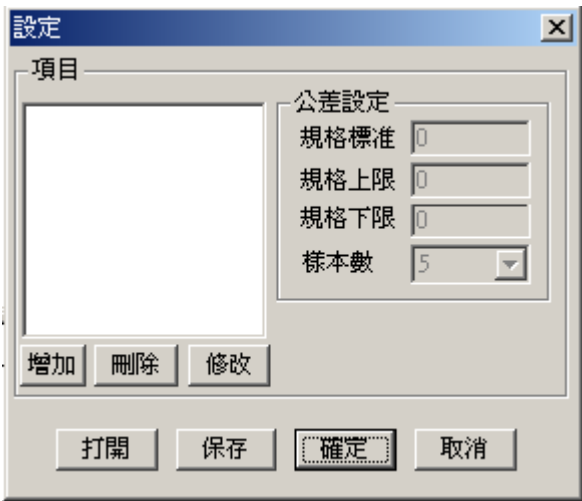 設定
項目
公差設定
規格標准 0
規格上限 0
規格下限 0
樣本數 5
增加 刪除 修改
打開 保存 確定 取消